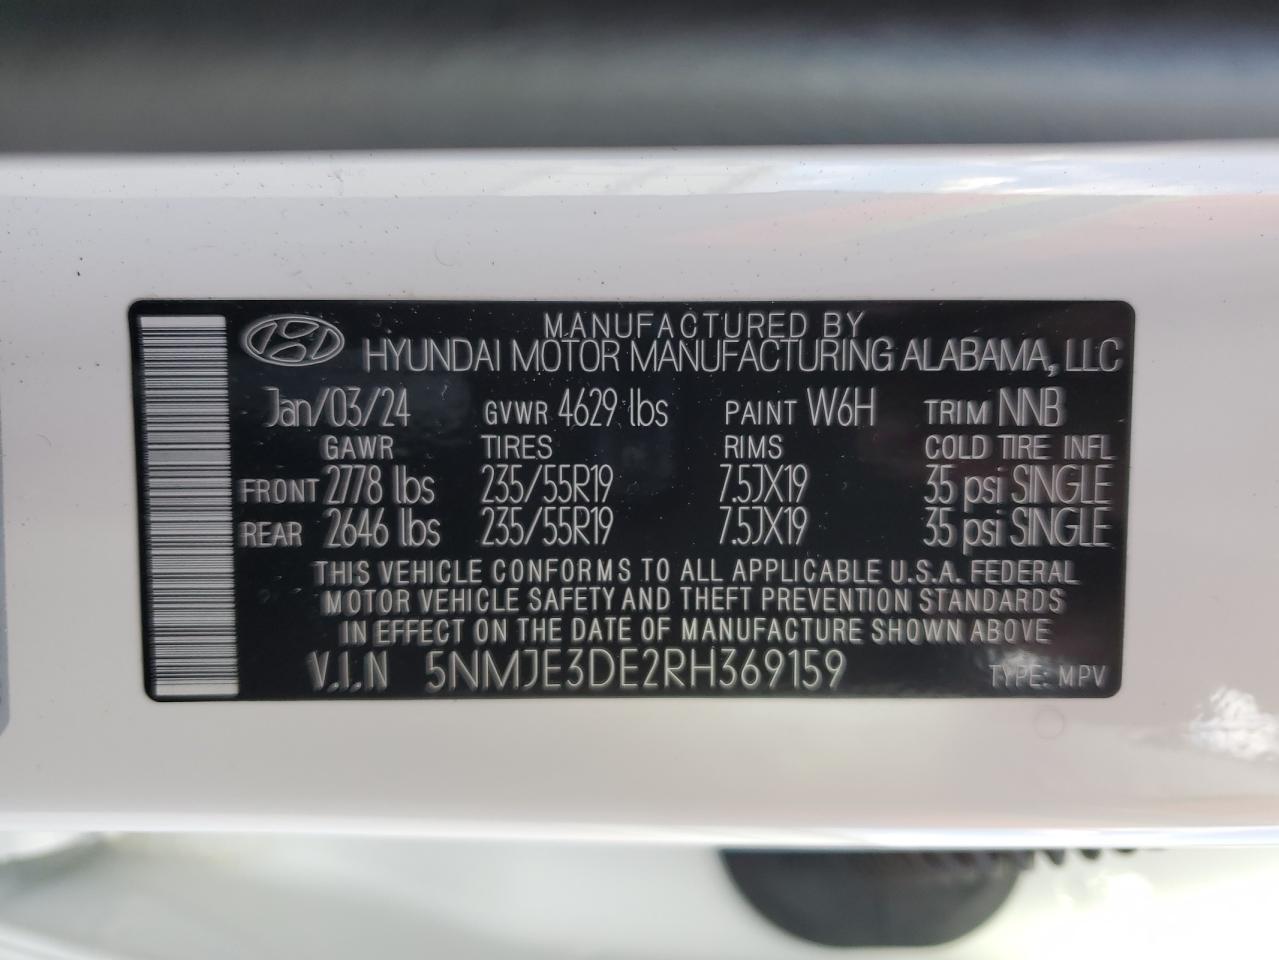 MANUFACTURED BY
HYUNDAI MOTOR MANUFACTURING ALABAMA, LLC
Jan/03/24 GVWR 4629 lbs PAINT W6H TRIM NNB
GAWR TIRES RIMS COLD TIRE INFL
FRONT 2778 lbs 235/55R19 7.5JX19 35 psi SINGLE
REAR 2646 lbs 235/55R19 7.5JX19 35 psi SINGLE
THIS VEHICLE CONFORMS TO ALL APPLICABLE U.S.A. FEDERAL
MOTOR VEHICLE SAFETY AND THEFT PREVENTION STANDARDS
IN EFFECT ON THE DATE OF MANUFACTURE SHOWN ABOVE
V.I.N 5NMJE3DE2RH369159 TYPE: MPV